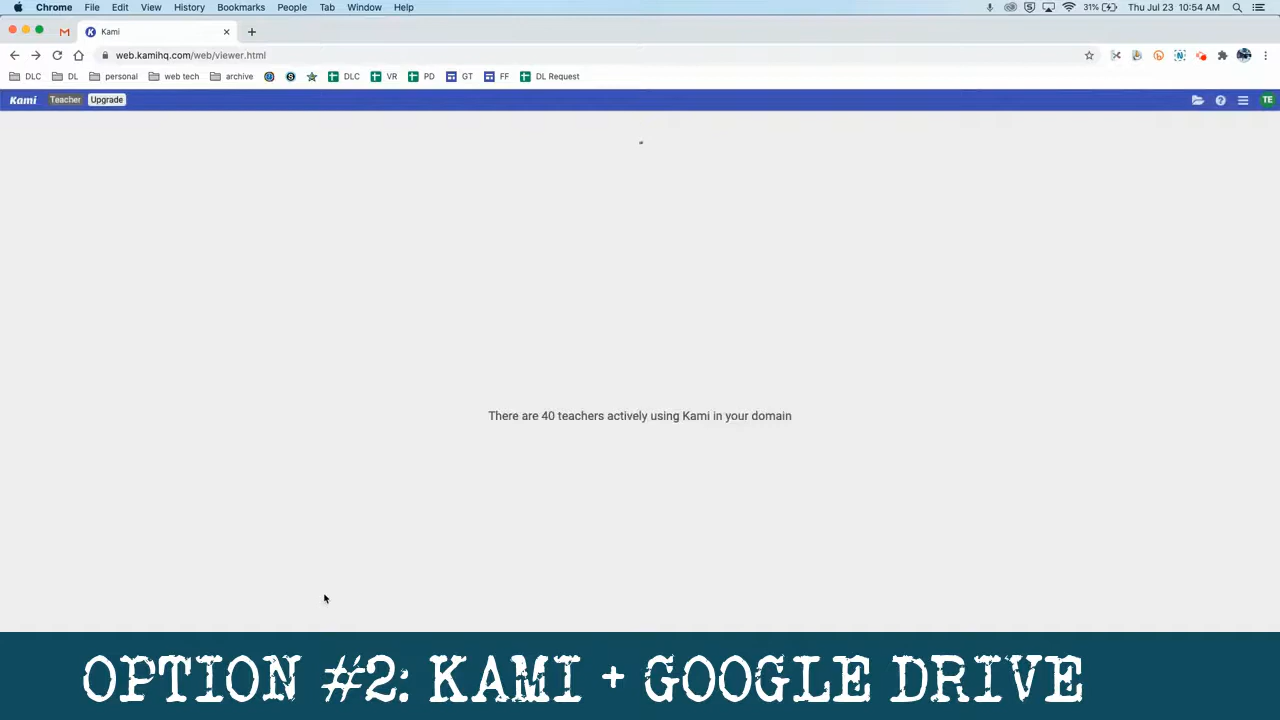 Chrome File Edit View History Bookmarks People Tab Window Help 31% Thu Jul 23 10:54 AM
Kami
web.kamihq.com/web/viewer.html
DLC DL personal web tech archive DLC VR PD GT FF DL Request
Kami Teacher Upgrade TE
There are 40 teachers actively using Kami in your domain
OPTION #2: KAMI + GOOGLE DRIVE